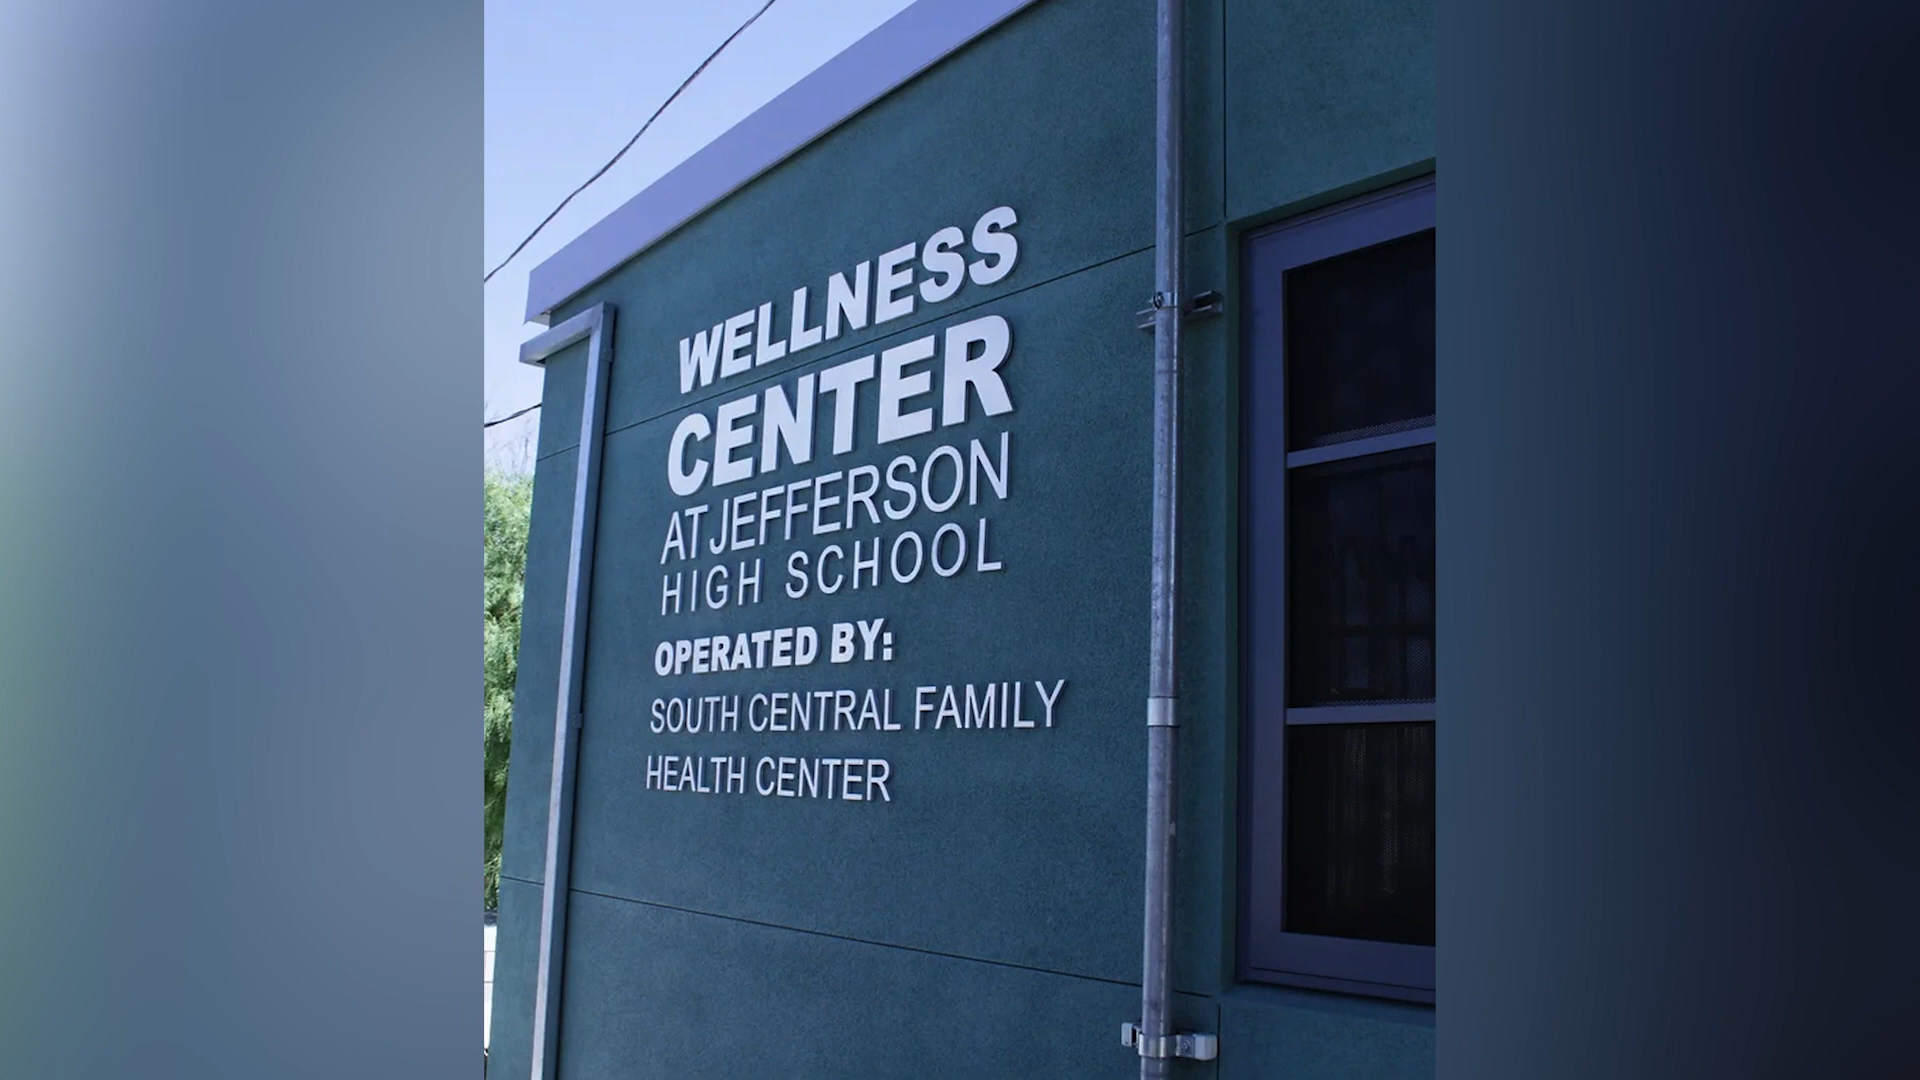 WELLNESS
CENTER
AT JEFFERSON
HIGH SCHOOL
OPERATED BY:
SOUTH CENTRAL FAMILY
HEALTH CENTER